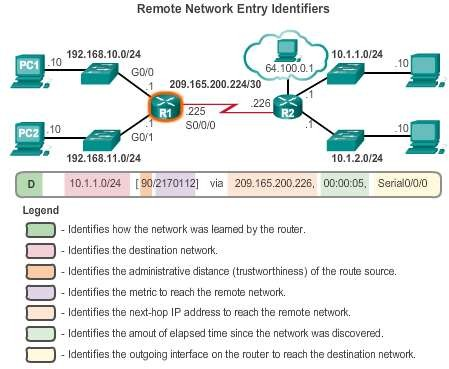 Remote Network Entry Identifiers
192.168.10.0/24
PC1
.10
G0/0
.1
209.165.200.224/30
R1
.225
S0/0/0
.1
G0/1
PC2
.10
192.168.11.0/24
64.100.0.1
.226
R2
.1
10.1.1.0/24
.10
.1
.10
10.1.2.0/24
D 10.1.1.0/24 [ 90/2170112] via 209.165.200.226, 00:00:05, Serial0/0/0
Legend
- Identifies how the network was learned by the router.
- Identifies the destination network.
- Identifies the administrative distance (trustworthiness) of the route source.
- Identifies the metric to reach the remote network.
- Identifies the next-hop IP address to reach the remote network.
- Identifies the amout of elapsed time since the network was discovered.
- Identifies the outgoing interface on the router to reach the destination network.